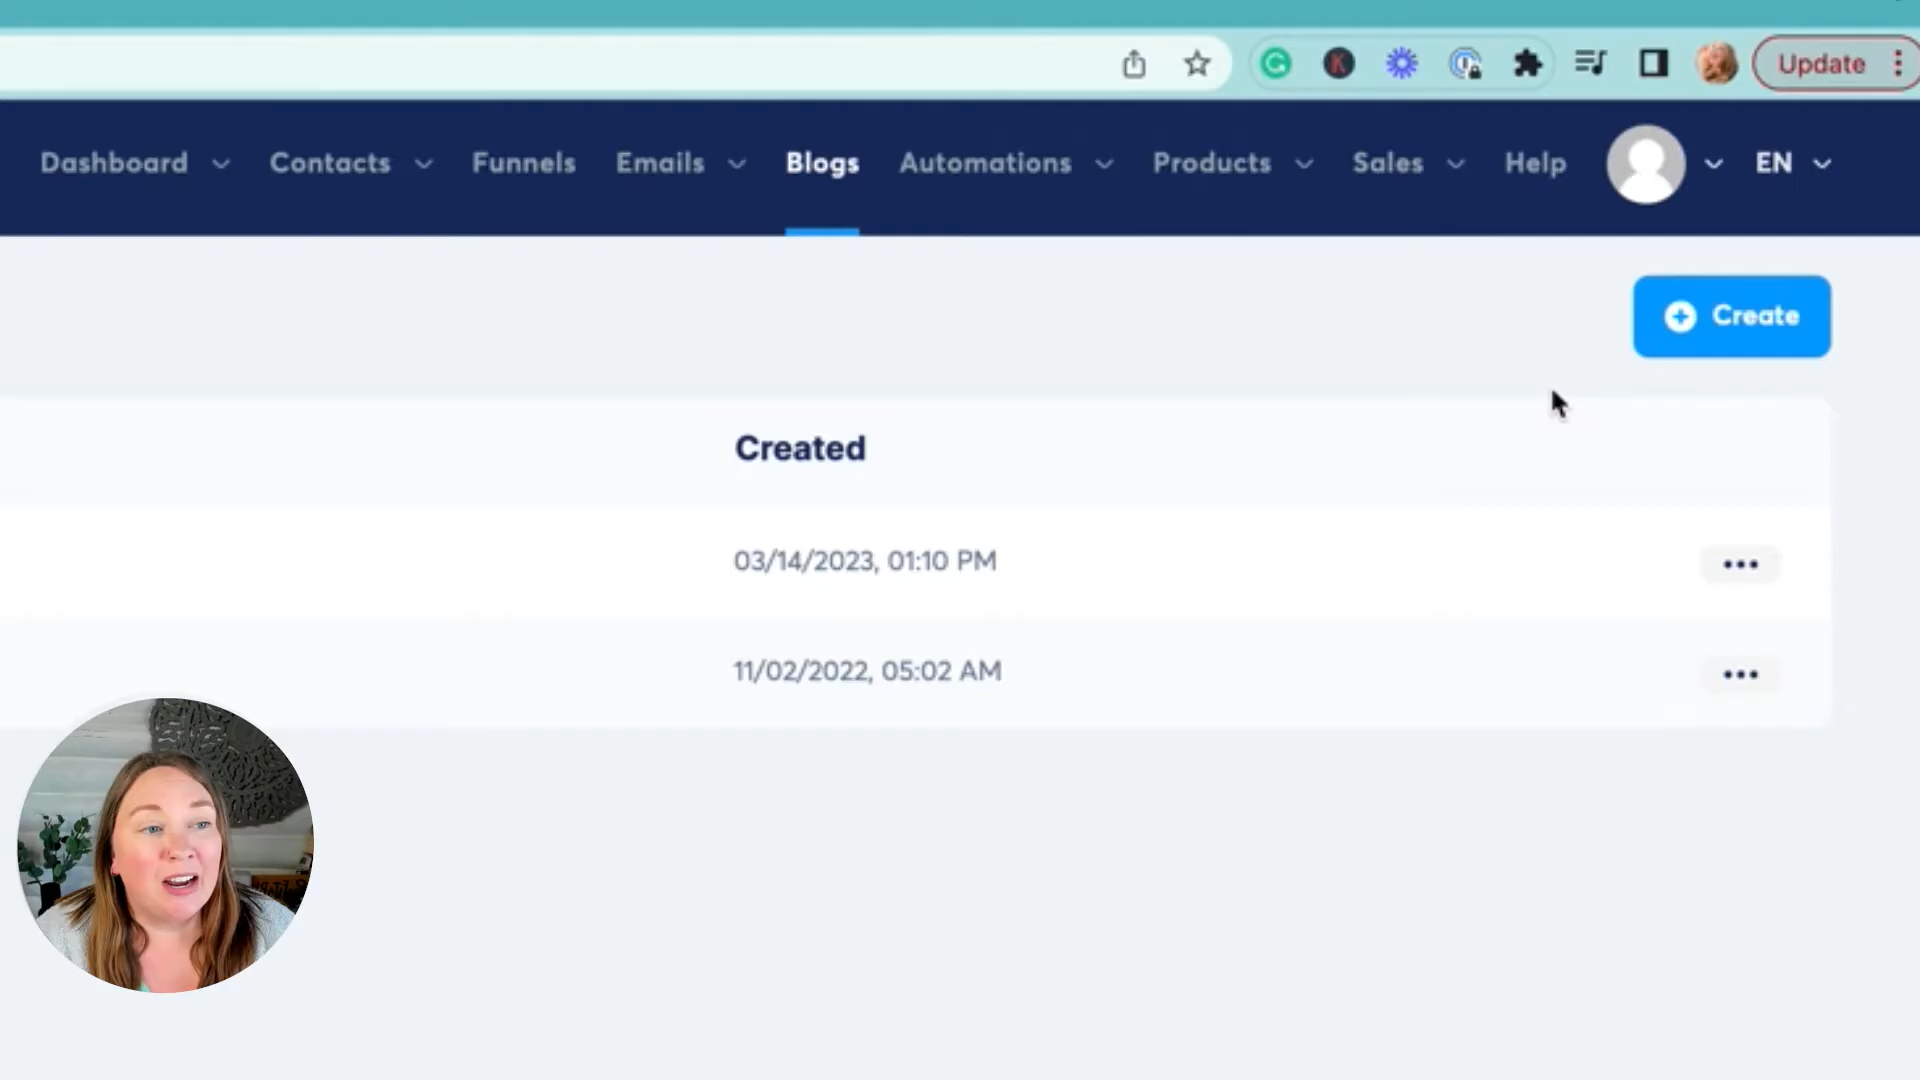 Update
Dashboard Contacts Funnels Emails Blogs Automations Products Sales Help EN
Create
Created
03/14/2023, 01:10 PM
11/02/2022, 05:02 AM